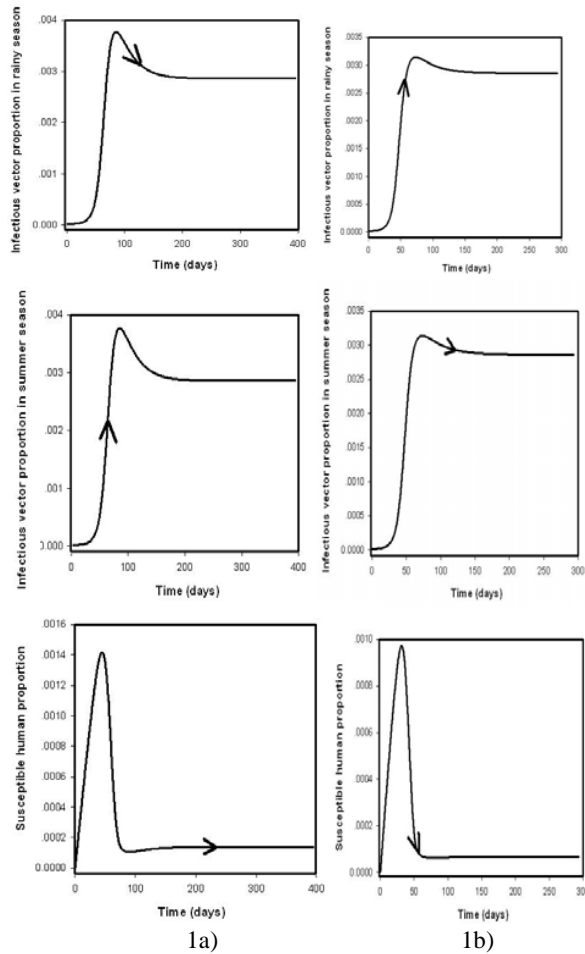 Infectious vector proportion in rainy season
.004
.003
.002
.001
0.000
0 100 200 300 400
Time (days)
Infectious vector proportion in rainy season
.0035
.0030
.0025
.0020
.0015
.0010
.0005
0.0000
0 50 100 150 200 250 300
Time (days)
Infectious vector proportion in summer season
.004
.003
.002
.001
0.000
0 100 200 300 400
Time (days)
Infectious vector proportion in summer season
.0035
.0030
.0025
.0020
.0015
.0010
.0005
0.0000
0 50 100 150 200 250 300
Time (days)
Susceptible human proportion
.0016
.0014
.0012
.0010
.0008
.0006
.0004
.0002
0.0000
0 100 200 300 400
Time (days)
Susceptible human proportion
.0010
.0008
.0006
.0004
.0002
0.0000
0 50 100 150 200 250 300
Time (days)
1a)
1b)